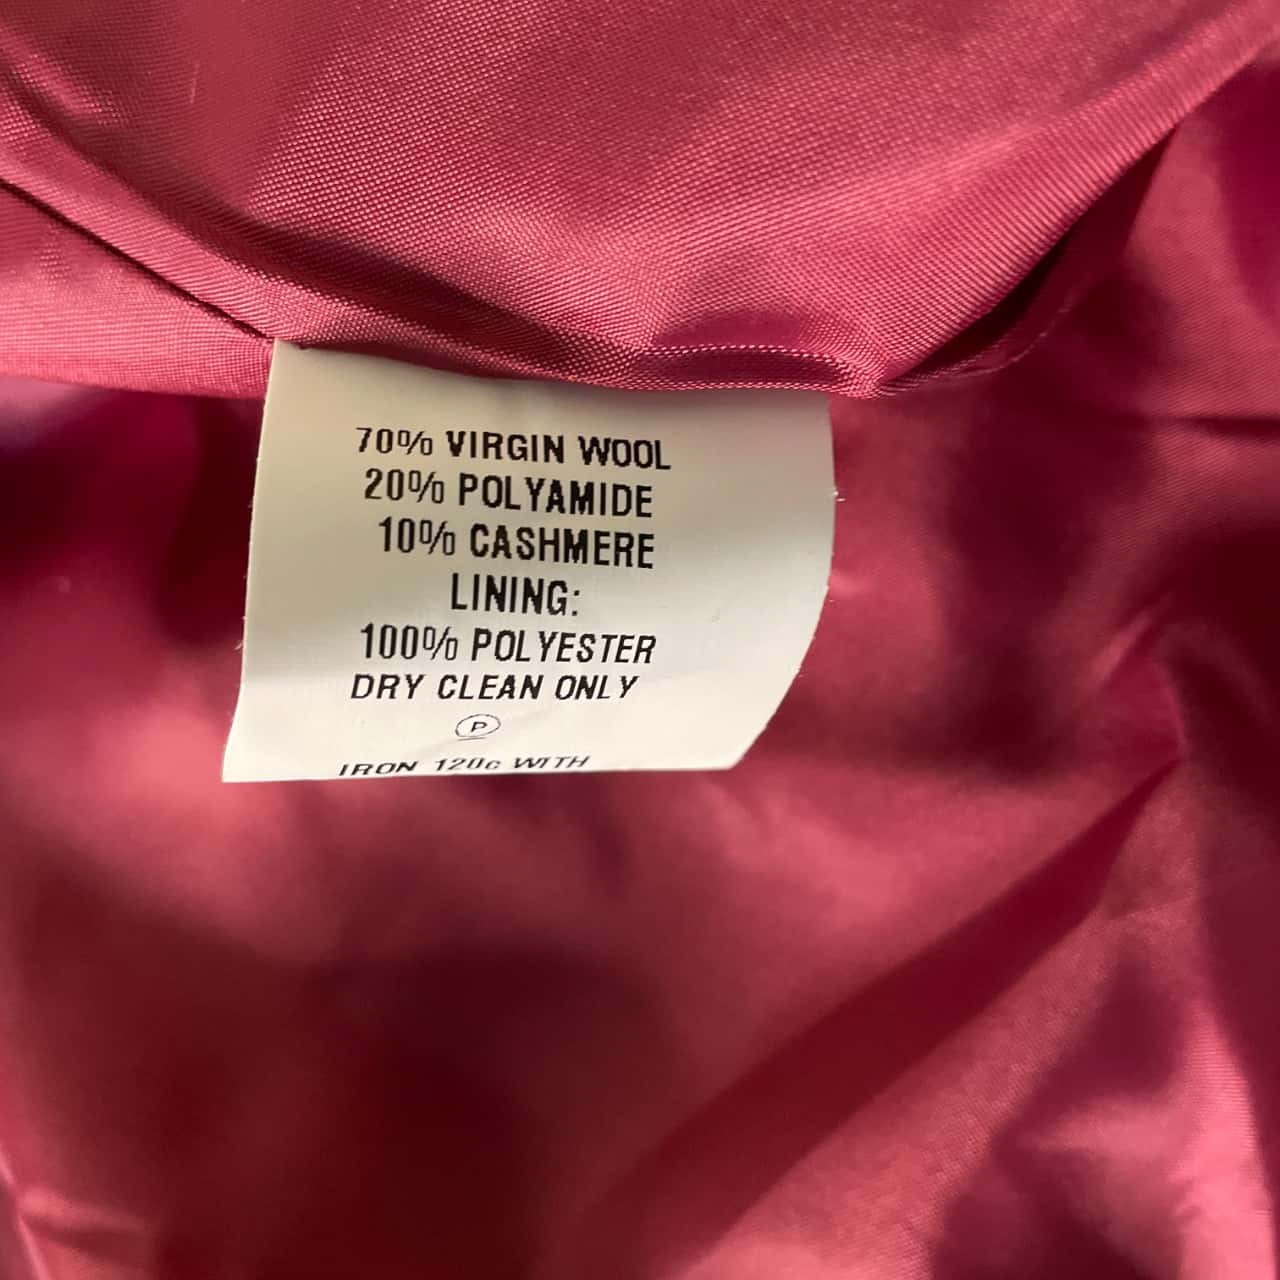 70% VIRGIN WOOL
20% POLYAMIDE
10% CASHMERE
LINING:
100% POLYESTER
DRY CLEAN ONLY
P
IRON 120c WITH